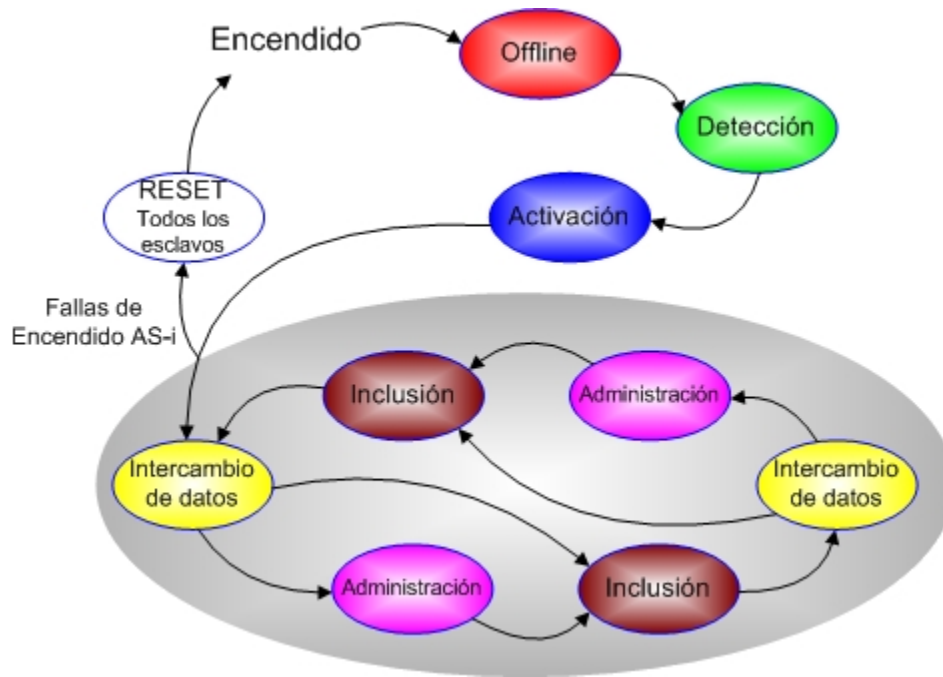 Encendido
Offline
Detección
Activación
RESET
Todos los
esclavos
Fallas de
Encendido AS-i
Inclusión
Administración
Intercambio
de datos
Intercambio
de datos
Administración
Inclusión